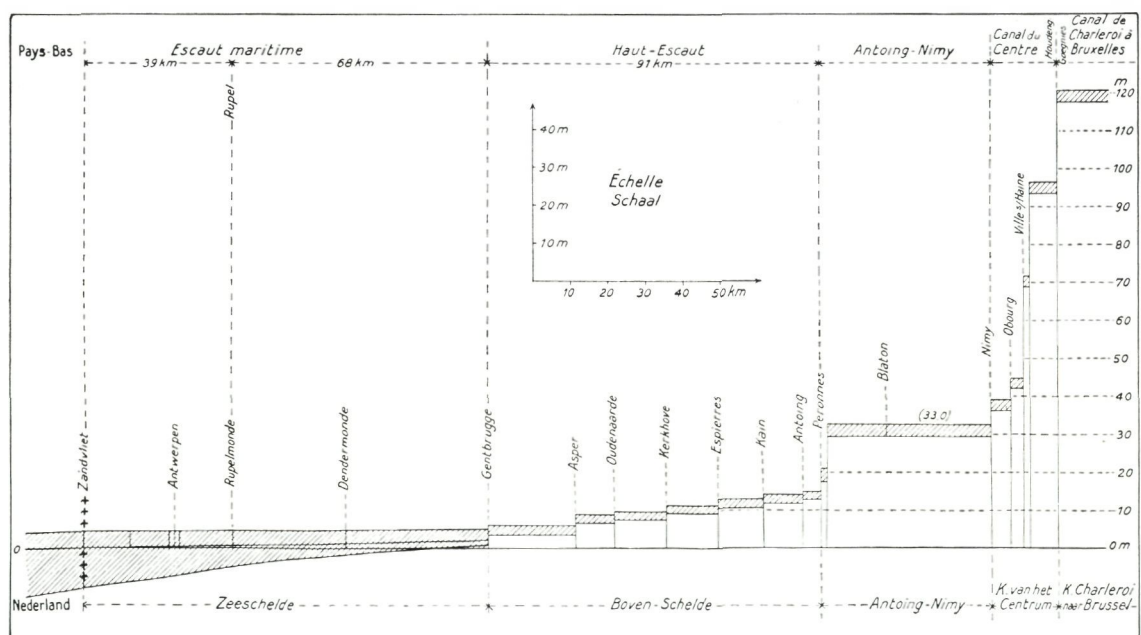 Pays-Bas
Escaut maritime
Haut-Escaut
Antoing-Nimy
Canal du Centre
Houdeng
Goegnies
Canal de Charleroi à Bruxelles
39 km
68 km
91 km
Rupel
m
120
110
100
90
80
70
60
50
40
30
20
10
0 m
40 m
30 m
20 m
10 m
Échelle
Schaal
10
20
30
40
50 km
Zandvliet
Antwerpen
Rupelmonde
Dendermonde
Gentbrugge
Asper
Oudenaarde
Kerkhove
Espierres
Kain
Antoing
Peronnes
Blaton
(33.0)
Nimy
Obourg
Ville s/Haine
0
Nederland
Zeeschelde
Boven-Schelde
Antoing-Nimy
K. van het
Centrum
K. Charleroi
naar Brussel